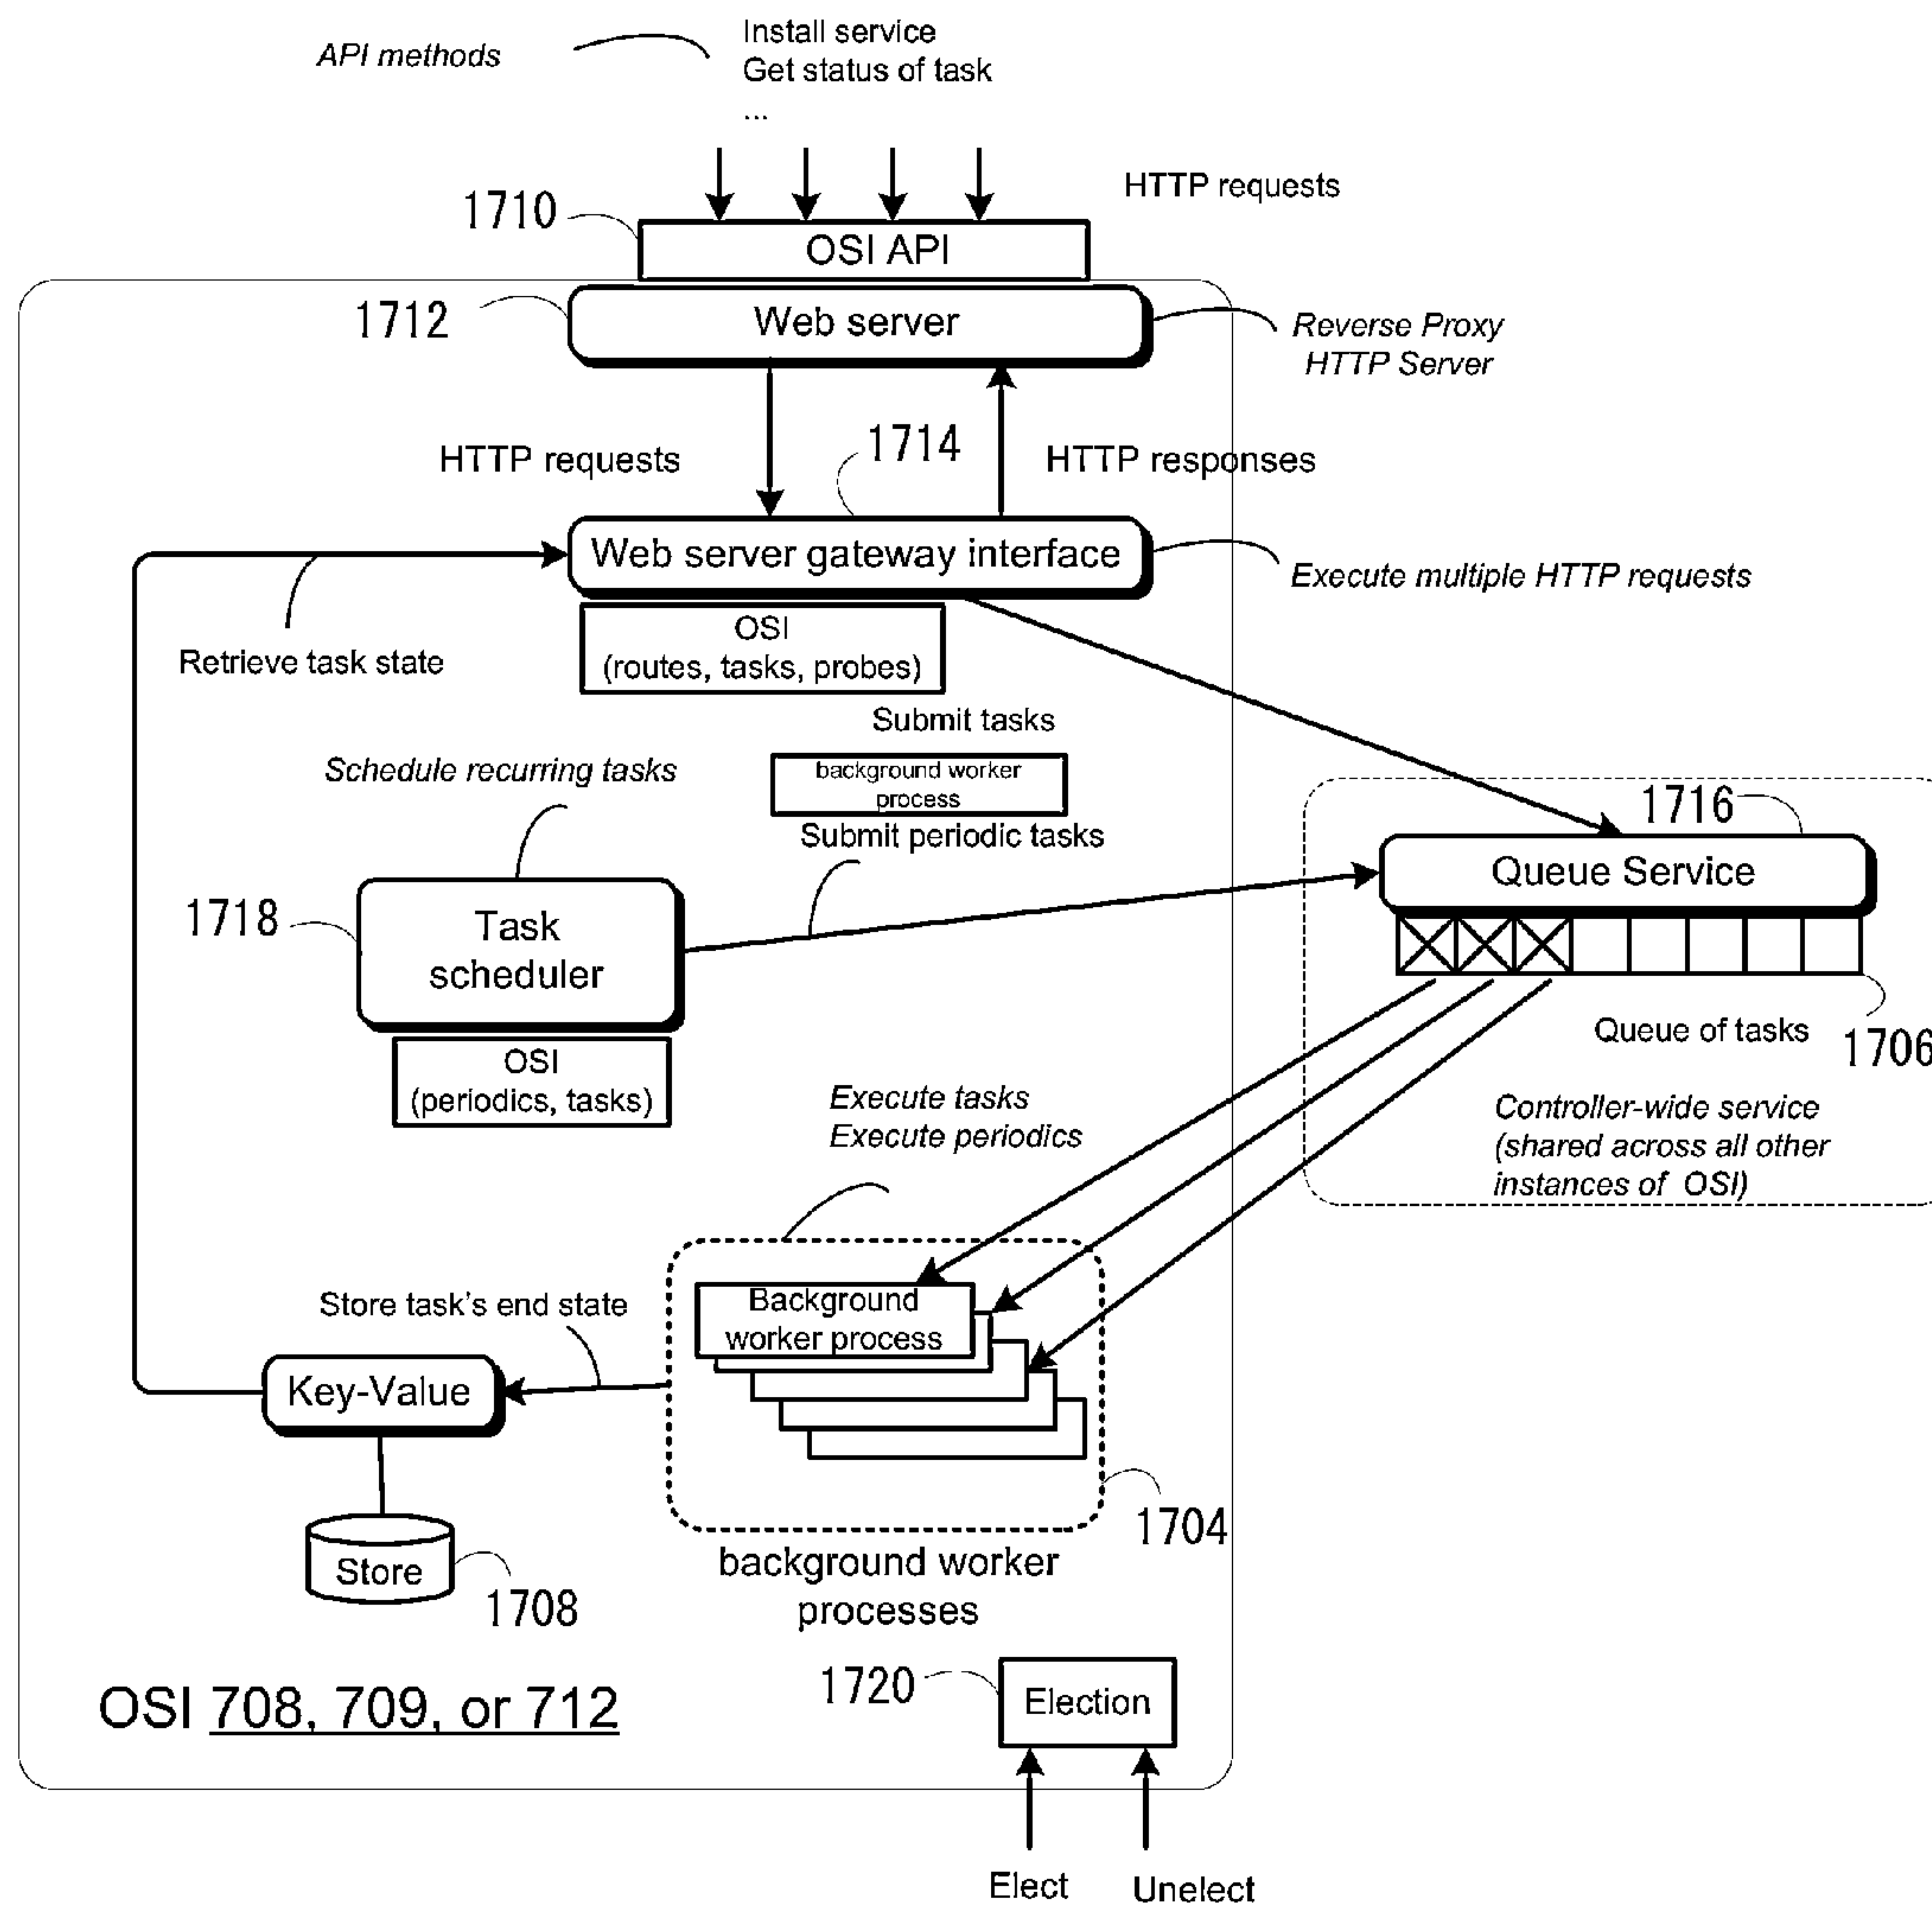 API methods
Install service
Get status of task
...
HTTP requests
1710
OSI API
1712
Web server
Reverse Proxy
HTTP Server
HTTP requests
1714
HTTP responses
Web server gateway interface
Execute multiple HTTP requests
OSI
(routes, tasks, probes)
Retrieve task state
Submit tasks
Schedule recurring tasks
background worker
process
Submit periodic tasks
1716
Queue Service
1718
Task
scheduler
Queue of tasks
1706
OSI
(periodics, tasks)
Execute tasks
Execute periodics
Controller-wide service
(shared across all other
instances of OSI)
Store task's end state
Background
worker process
Key-Value
1704
Store
1708
background worker
processes
1720
Election
OSI 708, 709, or 712
Elect
Unelect